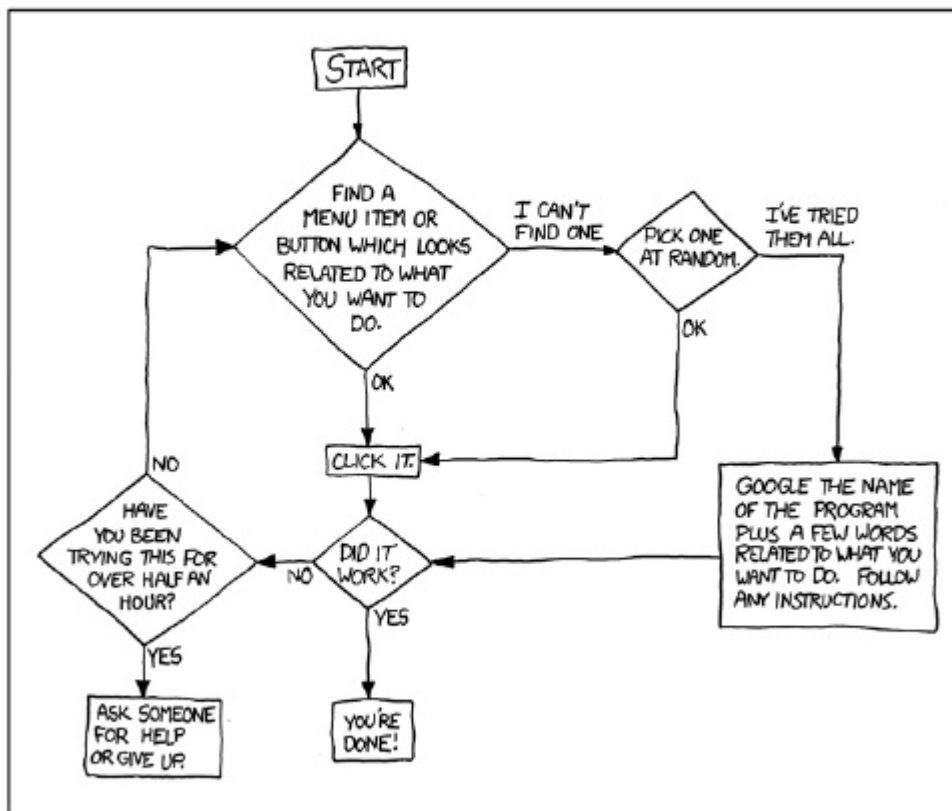 START
FIND A
MENU ITEM OR
BUTTON WHICH LOOKS
RELATED TO WHAT
YOU WANT TO
DO.
I CAN'T
FIND ONE
PICK ONE
AT RANDOM.
I'VE TRIED
THEM ALL.
OK
OK
CLICK IT.
NO
HAVE
YOU BEEN
TRYING THIS FOR
OVER HALF AN
HOUR?
NO
DID IT
WORK?
GOOGLE THE NAME
OF THE PROGRAM
PLUS A FEW WORDS
RELATED TO WHAT YOU
WANT TO DO. FOLLOW
ANY INSTRUCTIONS.
YES
YES
ASK SOMEONE
FOR HELP
OR GIVE UP.
YOU'RE
DONE!